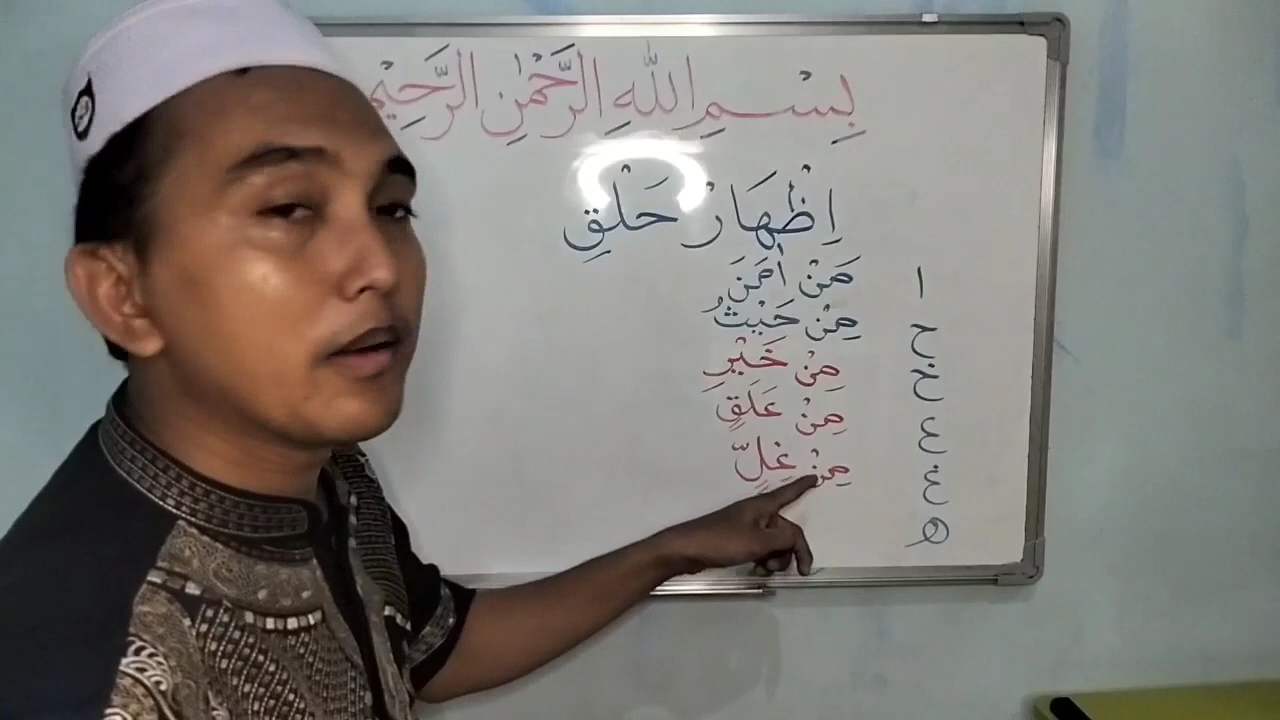 بِسْمِ اللّٰهِ الرَّحْمٰنِ الرَّحِيْمِ
اِظْهَارْ حَلْقِ
ا مَنْ اٰمَنَ
ح مِنْ حَيْثُ
خ مِنْ خَيْرِ
ع مِنْ عَلَقٍ
غ مِنْ غِلٍّ
ه